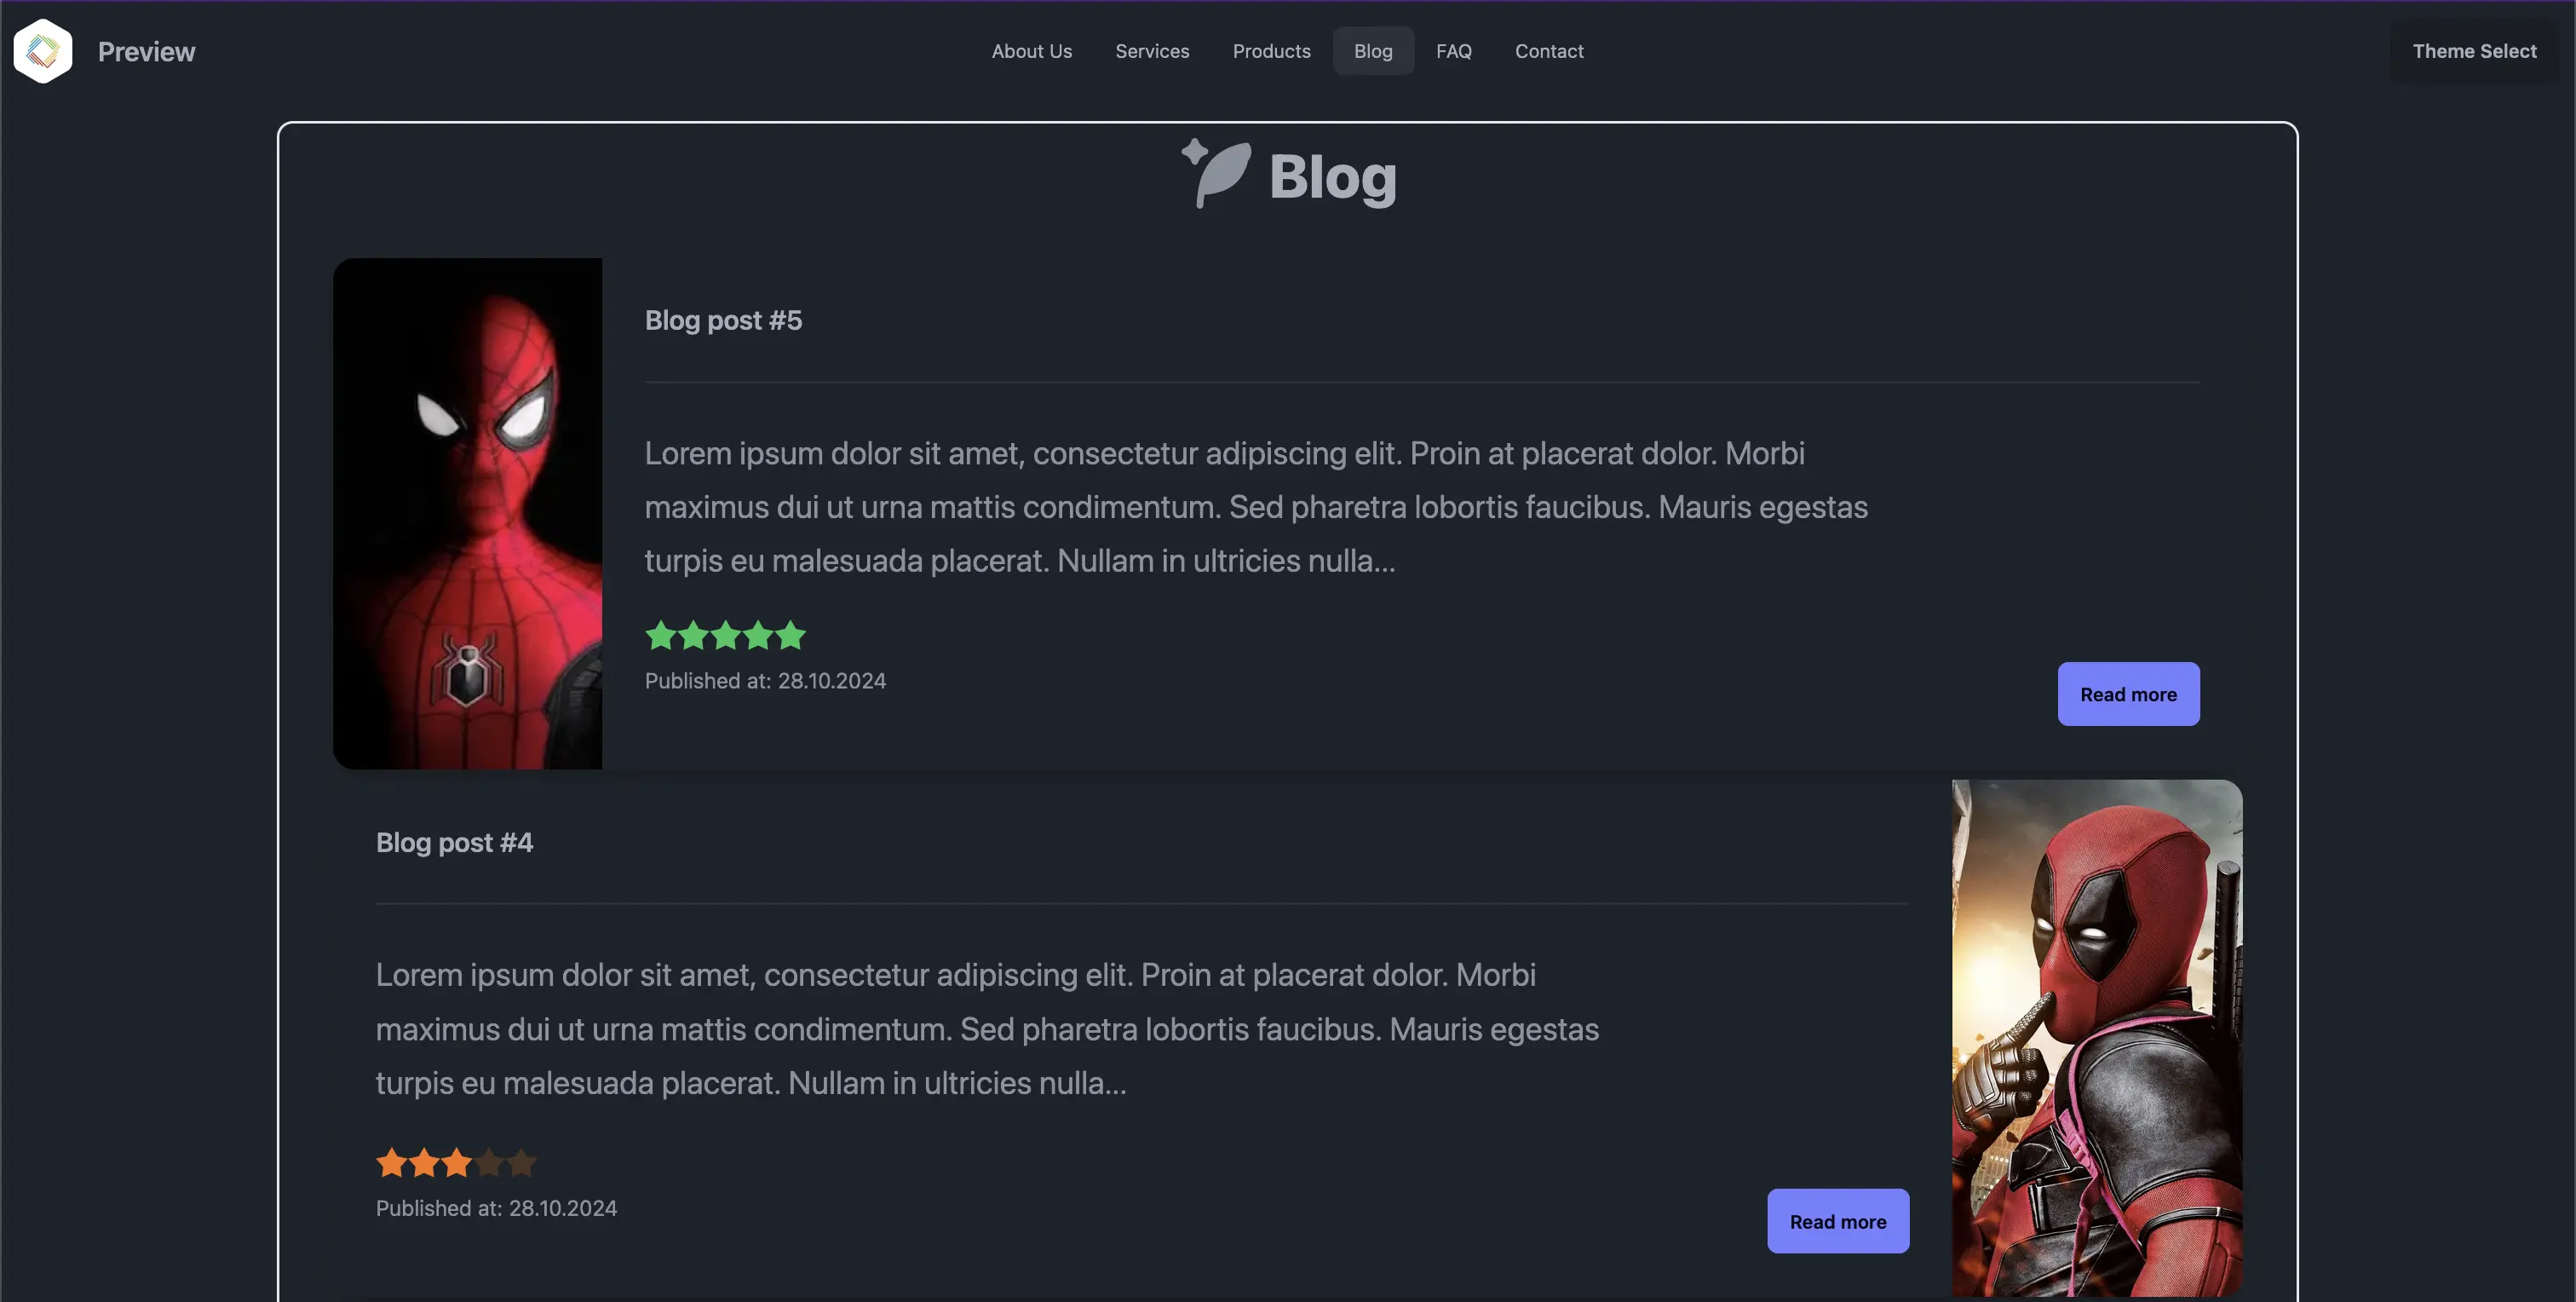 Preview
About Us
Services
Products
Blog
FAQ
Contact
Theme Select
Blog
Blog post #5
Lorem ipsum dolor sit amet, consectetur adipiscing elit. Proin at placerat dolor. Morbi
maximus dui ut urna mattis condimentum. Sed pharetra lobortis faucibus. Mauris egestas
turpis eu malesuada placerat. Nullam in ultricies nulla...
Published at: 28.10.2024
Read more
Blog post #4
Lorem ipsum dolor sit amet, consectetur adipiscing elit. Proin at placerat dolor. Morbi
maximus dui ut urna mattis condimentum. Sed pharetra lobortis faucibus. Mauris egestas
turpis eu malesuada placerat. Nullam in ultricies nulla...
Published at: 28.10.2024
Read more